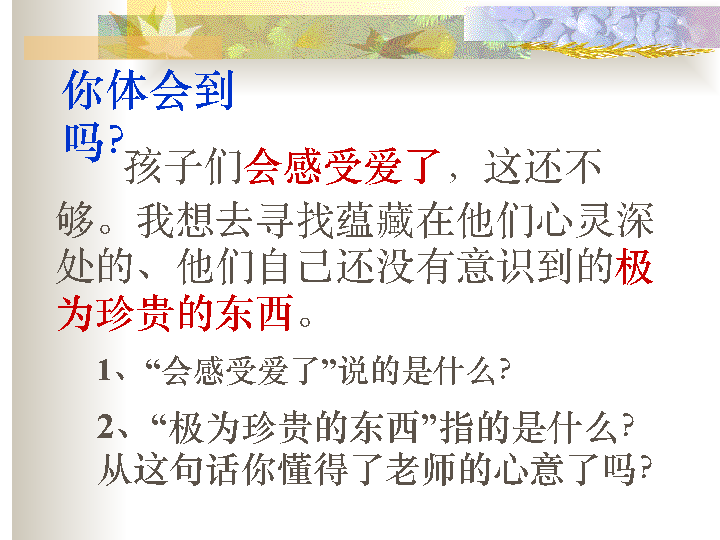 你体会到
吗?
孩子们会感受爱了，这还不
够。我想去寻找蕴藏在他们心灵深
处的、他们自己还没有意识到的极
为珍贵的东西。
1、“会感受爱了”说的是什么?
2、“极为珍贵的东西”指的是什么?
从这句话你懂得了老师的心意了吗?